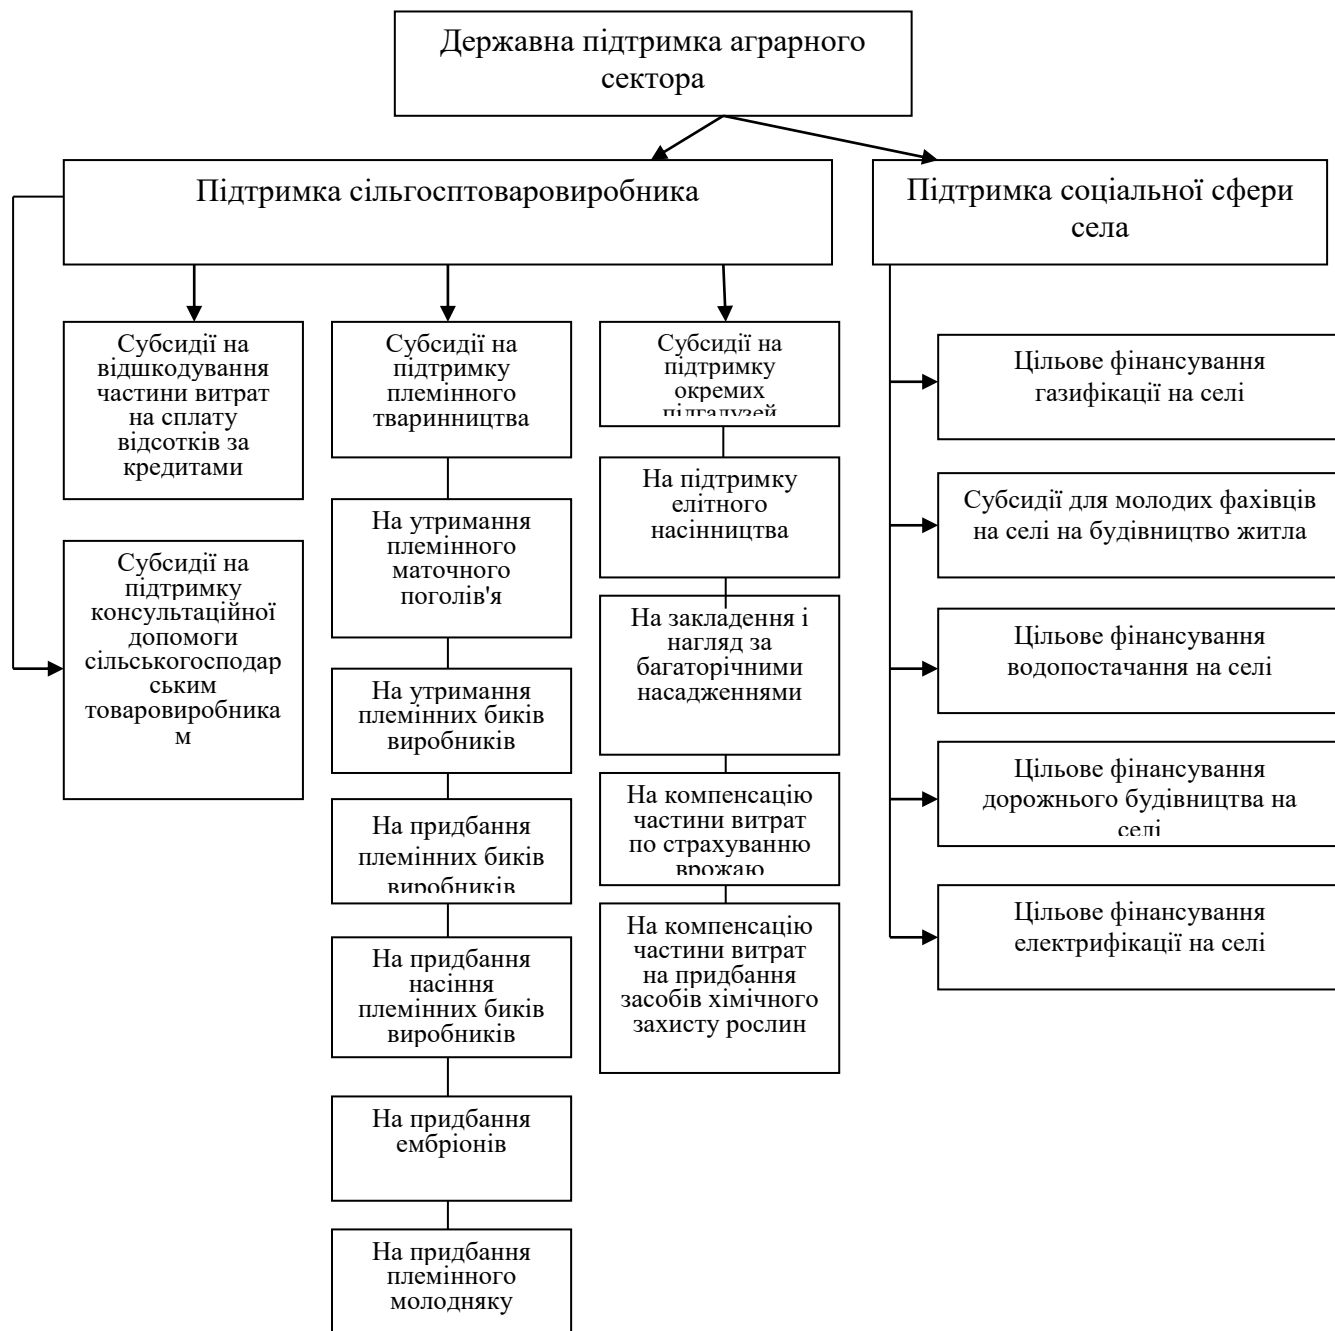 Державна підтримка аграрного
сектора
Підтримка сільгосптоваровиробника
Підтримка соціальної сфери
села
Субсидії на
відшкодування
частини витрат
на сплату
відсотків за
кредитами
Субсидії на
підтримку
консультаційної
допомоги
сільськогосподар
ським
товаровиробника
м
Субсидії на
підтримку
племінного
тваринництва
На утримання
племінного
маточного
поголів'я
На утримання
племінних биків
виробників
На придбання
племінних биків
виробників
На придбання
насіння
племінних биків
виробників
На придбання
ембріонів
На придбання
племінного
молодняку
Субсидії на
підтримку
окремих
підгалузей
На підтримку
елітного
насінництва
На закладення і
нагляд за
багаторічними
насадженнями
На компенсацію
частини витрат
по страхуванню
врожаю
На компенсацію
частини витрат
на придбання
засобів хімічного
захисту рослин
Цільове фінансування
газифікації на селі
Субсидії для молодих фахівців
на селі на будівництво житла
Цільове фінансування
водопостачання на селі
Цільове фінансування
дорожнього будівництва на
селі
Цільове фінансування
електрифікації на селі